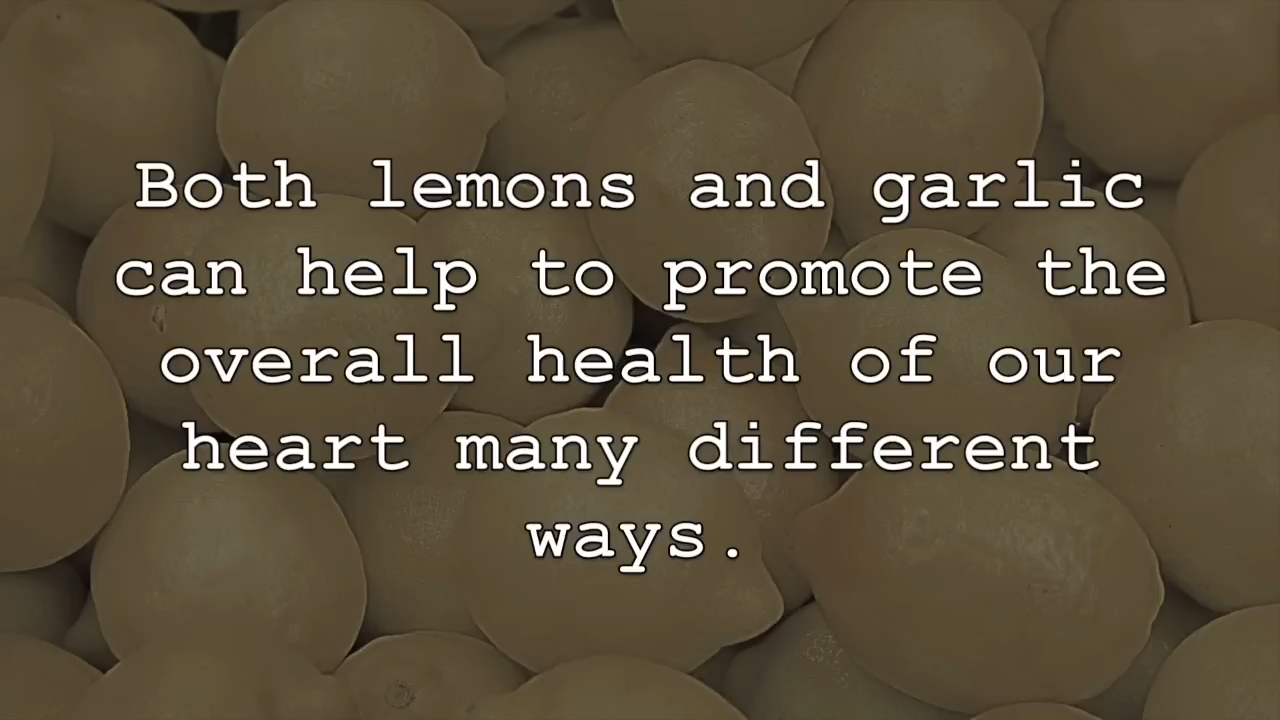 Both lemons and garlic
can help to promote the
overall health of our
heart many different
ways.